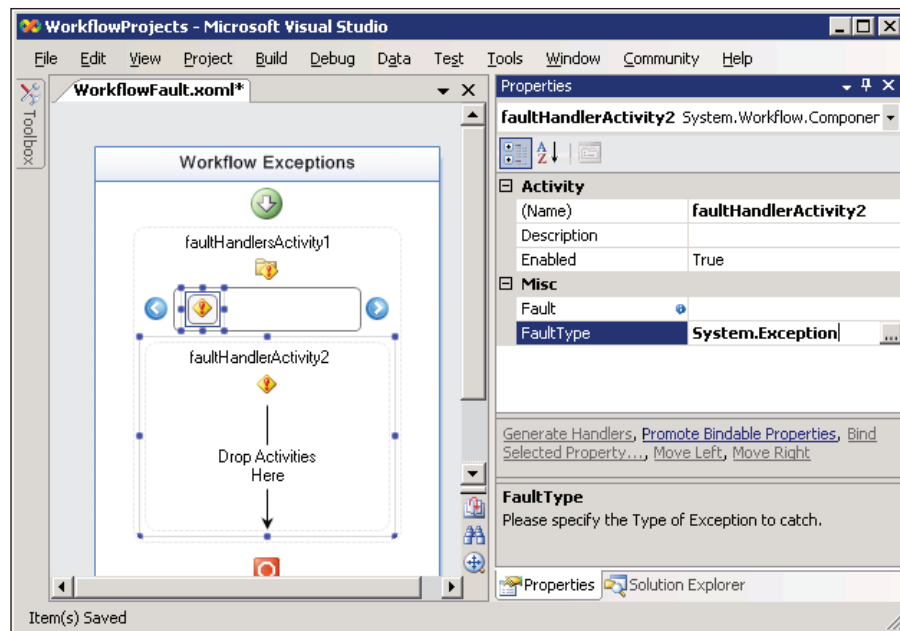 WorkflowProjects - Microsoft Visual Studio
File Edit View Project Build Debug Data Test Tools Window Community Help
Toolbox
WorkflowFault.xoml*
Workflow Exceptions
faultHandlersActivity1
faultHandlerActivity2
Drop Activities
Here
Properties
faultHandlerActivity2 System.Workflow.Componer
A
Z
Activity
(Name) faultHandlerActivity2
Description
Enabled True
Misc
Fault
FaultType System.Exception ...
Generate Handlers, Promote Bindable Properties, Bind
Selected Property..., Move Left, Move Right
FaultType
Please specify the Type of Exception to catch.
Properties Solution Explorer
Item(s) Saved